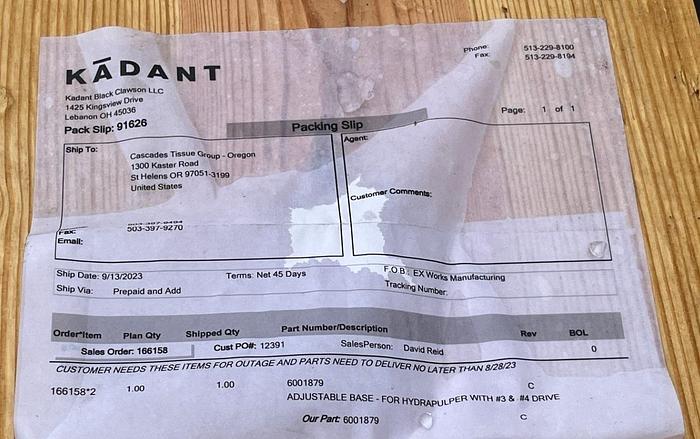 KADANT
Phone: 513-229-8100
Fax: 513-229-8194
Kadant Black Clawson LLC
1425 Kingsview Drive
Lebanon OH 45036
Pack Slip: 91626
Packing Slip
Page: 1 of 1
Ship To: Cascades Tissue Group - Oregon
1300 Kaster Road
St Helens OR 97051-3199
United States
Agent:
Customer Comments:
Fax: 503-397-9270
Email:
Ship Date: 9/13/2023 Terms: Net 45 Days F.O.B: EX Works Manufacturing
Ship Via: Prepaid and Add Tracking Number:
Order*Item Plan Qty Shipped Qty Part Number/Description Rev BOL
Sales Order: 166158 Cust PO#: 12391 SalesPerson: David Reid 0
CUSTOMER NEEDS THESE ITEMS FOR OUTAGE AND PARTS NEED TO DELIVER NO LATER THAN 8/28/23
166158*2 1.00 1.00 6001879 C
ADJUSTABLE BASE - FOR HYDRAPULPER WITH #3 & #4 DRIVE
Our Part: 6001879 C